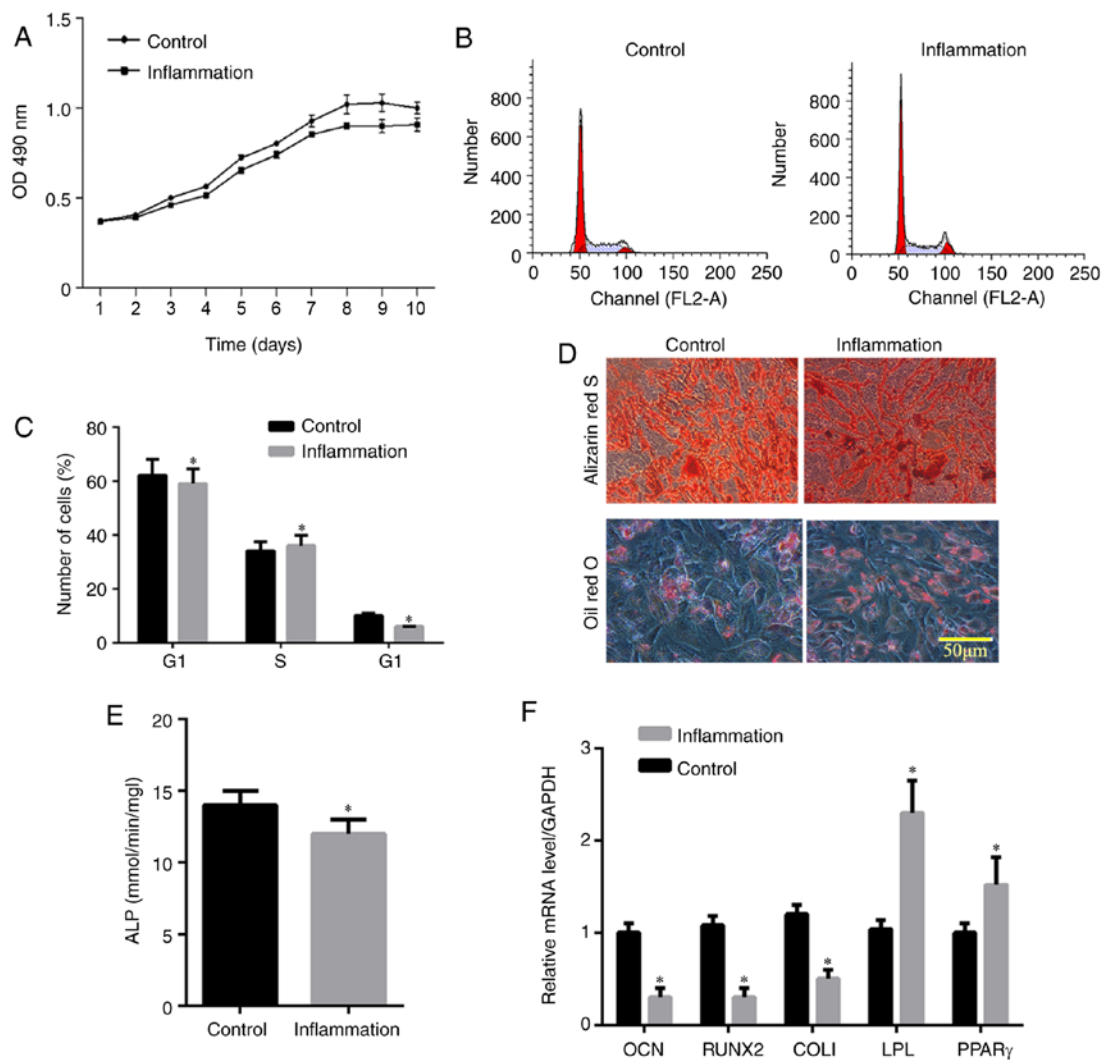 A
1.5
1.0
0.5
0
OD 490 nm
Control
Inflammation
1 2 3 4 5 6 7 8 9 10
Time (days)
B
Control
Inflammation
Number
800
600
400
200
0
0 50 100 150 200 250
Channel (FL2-A)
Number
800
600
400
200
0
0 50 100 150 200 250
Channel (FL2-A)
C
Number of cells (%)
80
60
40
20
0
Control
Inflammation
* * *
G1 S G1
D
Control Inflammation
Alizarin red S
Oil red O
50μm
E
ALP (mmol/min/mgl)
20
15
10
5
0
*
Control Inflammation
F
Inflammation
Control
Relative mRNA level/GAPDH
3
2
1
0
* * * * *
OCN RUNX2 COLI LPL PPARγ